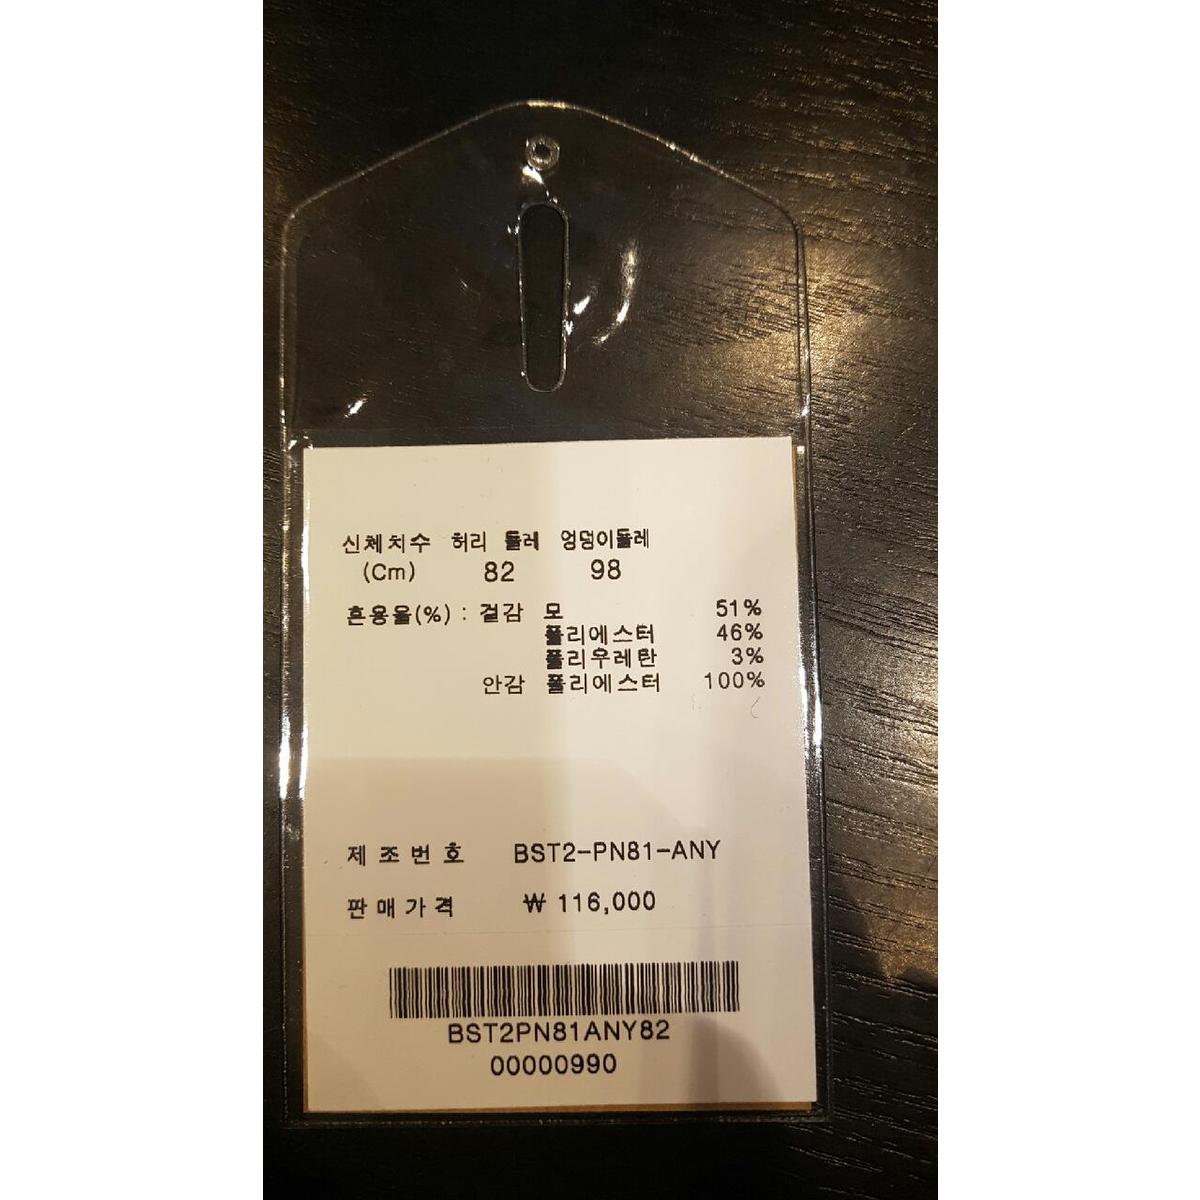 신체치수 허리 둘레 엉덩이둘레
(Cm) 82 98
혼용율(%) : 겉감 모 51%
폴리에스터 46%
폴리우레탄 3%
안감 폴리에스터 100%
제조번호 BST2-PN81-ANY
판매가격 ₩ 116,000
BST2PN81ANY82
00000990